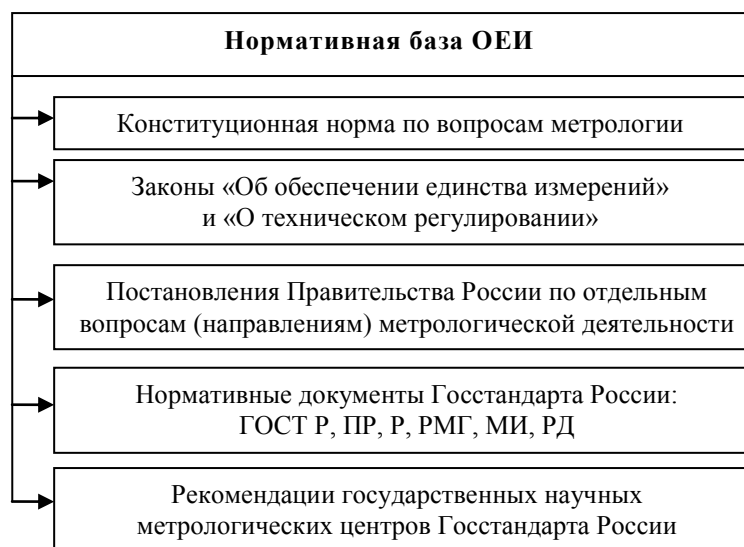 Нормативная база ОЕИ
Конституционная норма по вопросам метрологии
Законы «Об обеспечении единства измерений»
и «О техническом регулировании»
Постановления Правительства России по отдельным
вопросам (направлениям) метрологической деятельности
Нормативные документы Госстандарта России:
ГОСТ Р, ПР, Р, РМГ, МИ, РД
Рекомендации государственных научных
метрологических центров Госстандарта России